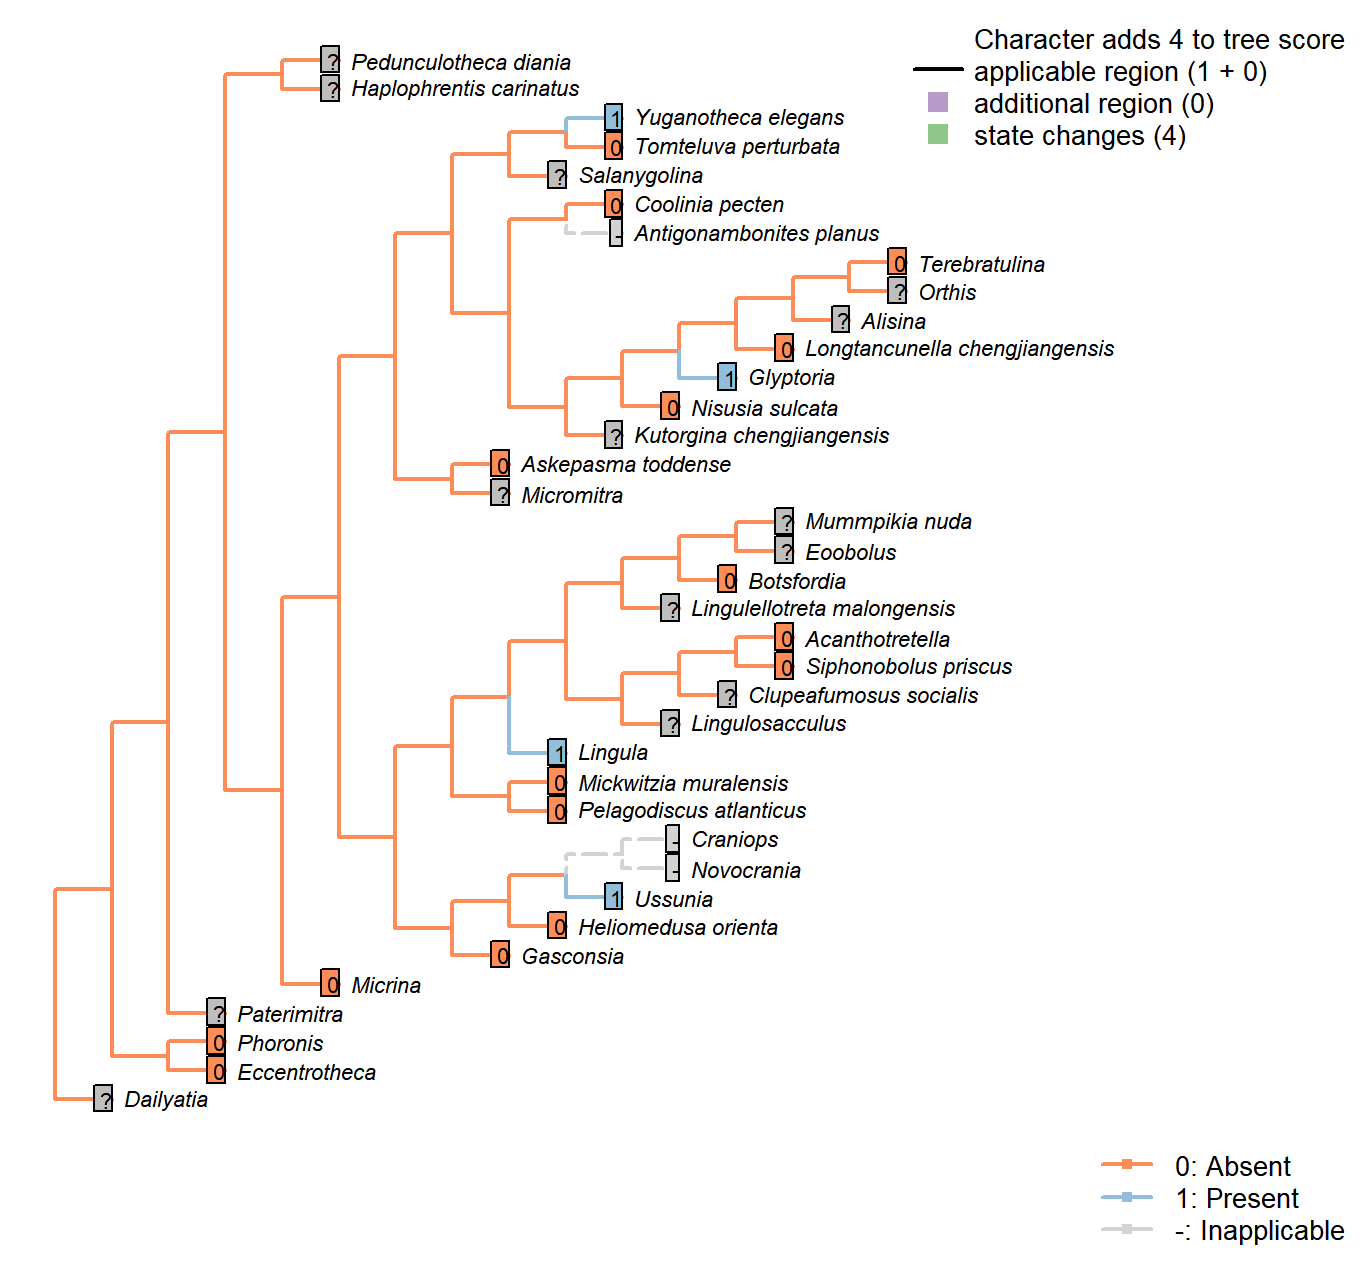 Character adds 4 to tree score
applicable region (1 + 0)
additional region (0)
state changes (4)
? Pedunculotheca diania
? Haplophrentis carinatus
1 Yuganotheca elegans
0 Tomteluva perturbata
? Salanygolina
0 Coolinia pecten
- Antigonambonites planus
0 Terebratulina
? Orthis
? Alisina
0 Longtancunella chengjiangensis
1 Glyptoria
0 Nisusia sulcata
? Kutorgina chengjiangensis
0 Askepasma toddense
? Micromitra
? Mummpikia nuda
? Eoobolus
0 Botsfordia
? Lingulellotreta malongensis
0 Acanthotretella
0 Siphonobolus priscus
? Clupeafumosus socialis
? Lingulosacculus
1 Lingula
0 Mickwitzia muralensis
0 Pelagodiscus atlanticus
- Craniops
- Novocrania
1 Ussunia
0 Heliomedusa orienta
0 Gasconsia
0 Micrina
? Paterimitra
0 Phoronis
0 Eccentrotheca
? Dailyatia
0: Absent
1: Present
-: Inapplicable